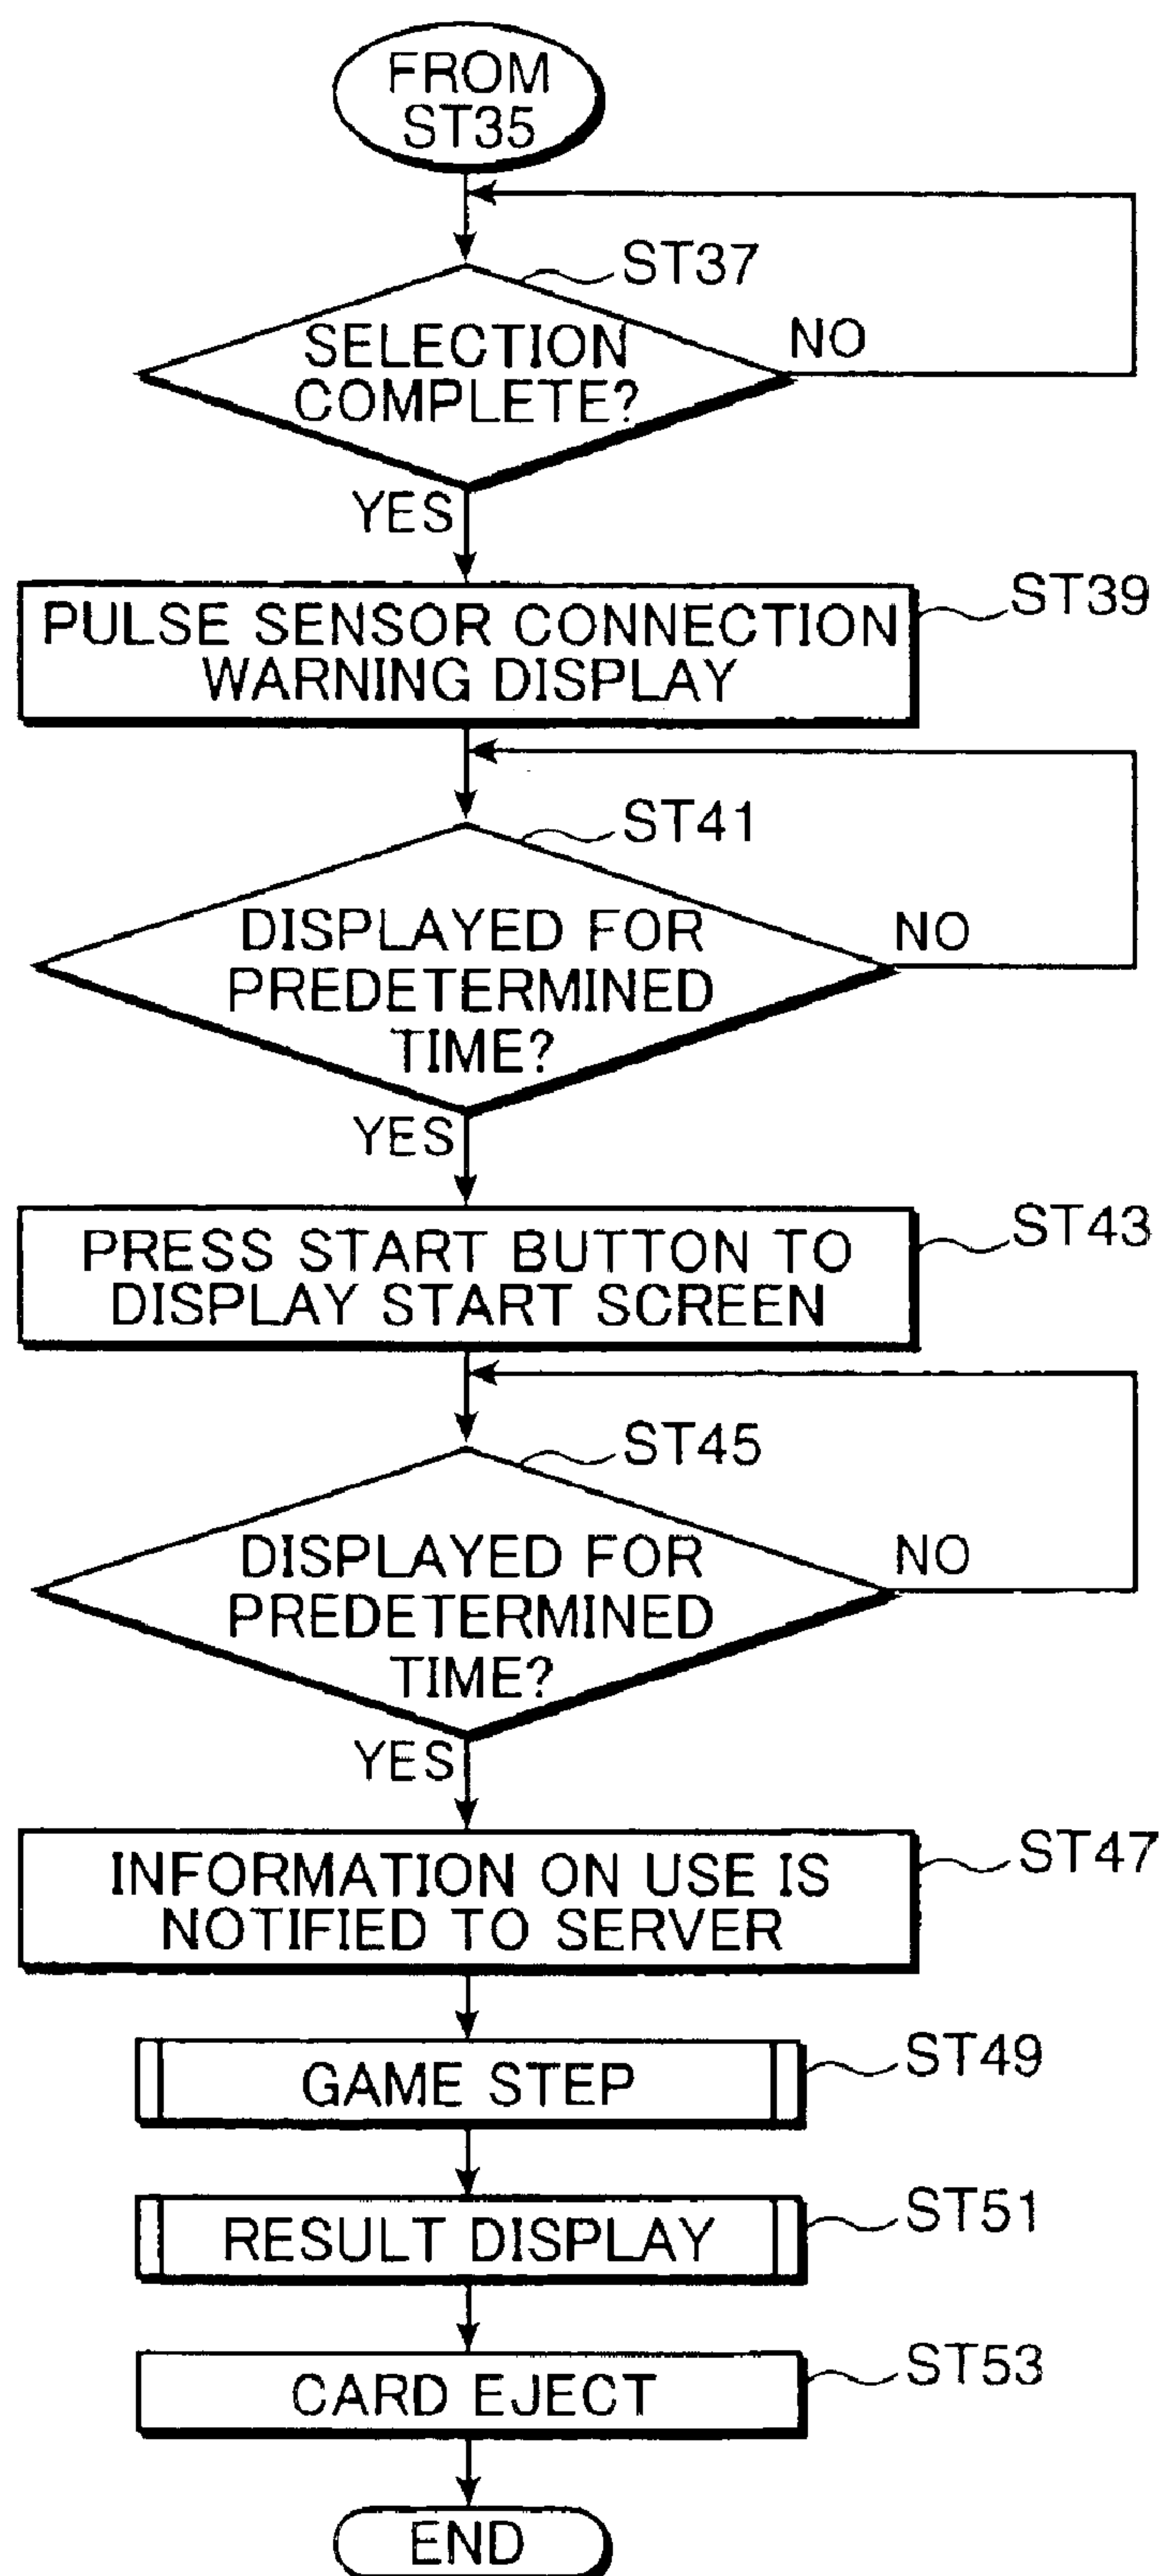 FROM
ST35
ST37
SELECTION
COMPLETE?
NO
YES
PULSE SENSOR CONNECTION
WARNING DISPLAY
ST39
ST41
DISPLAYED FOR
PREDETERMINED
TIME?
NO
YES
PRESS START BUTTON TO
DISPLAY START SCREEN
ST43
ST45
DISPLAYED FOR
PREDETERMINED
TIME?
NO
YES
INFORMATION ON USE IS
NOTIFIED TO SERVER
ST47
GAME STEP
ST49
RESULT DISPLAY
ST51
CARD EJECT
ST53
END